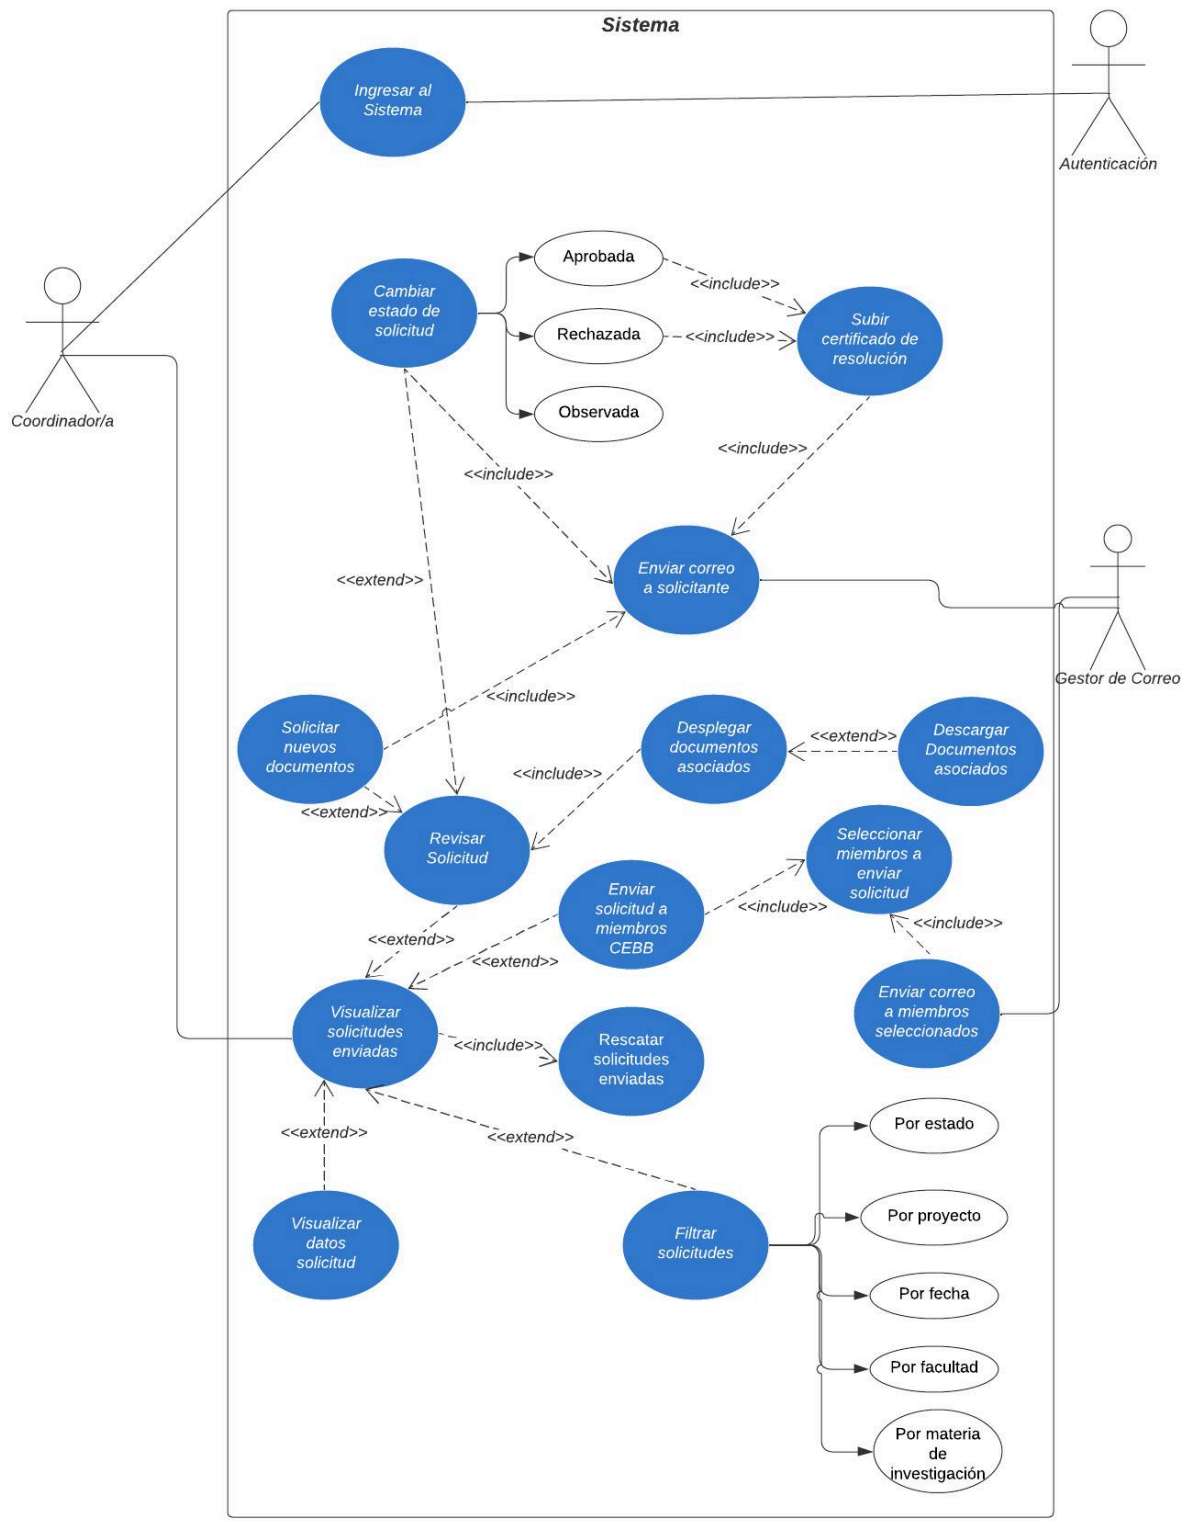 Sistema
Ingresar al
Sistema
Autenticación
Coordinador/a
Cambiar
estado de
solicitud
Aprobada
<<include>>
Rechazada
<<include>>
Observada
Subir
certificado de
resolución
<<include>>
<<include>>
Enviar correo
a solicitante
<<extend>>
Gestor de Correo
<<include>>
Solicitar
nuevos
documentos
Desplegar
documentos
asociados
<<extend>>
Descargar
Documentos
asociados
<<include>>
<<extend>>
Revisar
Solicitud
Seleccionar
miembros a
enviar
solicitud
Enviar
solicitud a
miembros
CEBB
<<include>>
<<include>>
<<extend>>
<<extend>>
Visualizar
solicitudes
enviadas
Enviar correo
a miembros
seleccionados
<<include>>
Rescatar
solicitudes
enviadas
<<extend>>
<<extend>>
Visualizar
datos
solicitud
Filtrar
solicitudes
Por estado
Por proyecto
Por fecha
Por facultad
Por materia
de
investigación